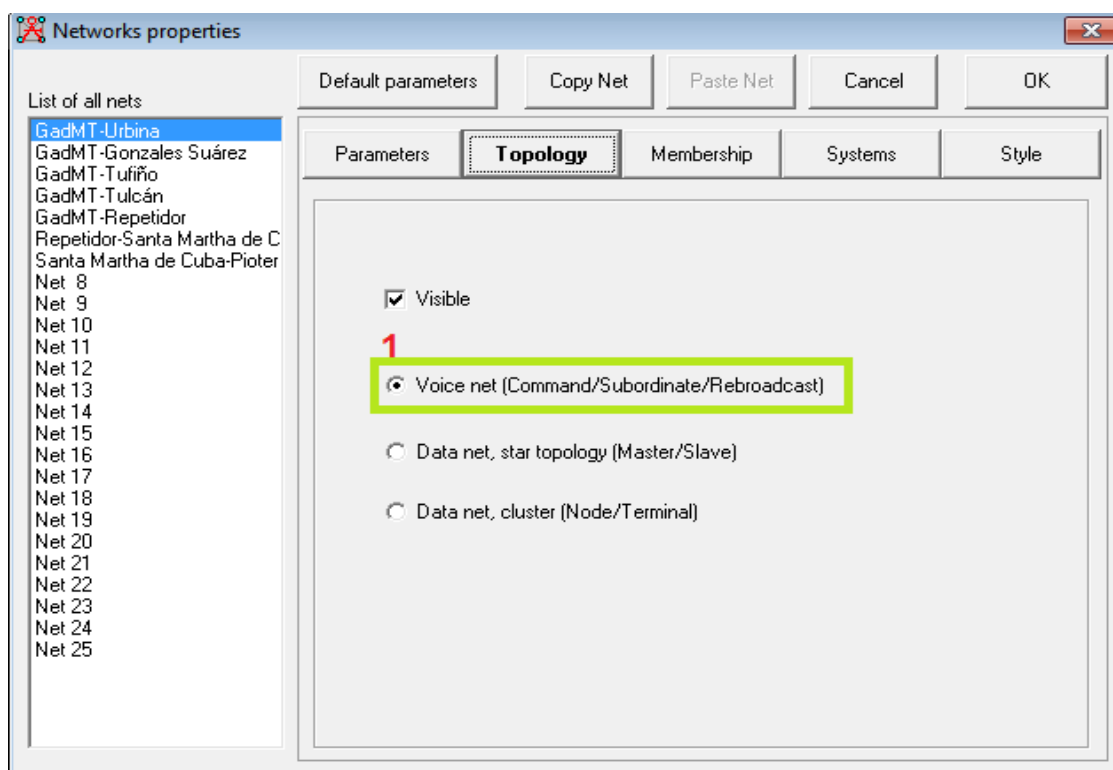 Networks properties
Default parameters
Copy Net
Paste Net
Cancel
OK
List of all nets
GadMT-Urbina
GadMT-Gonzales Suárez
GadMT-Tufiño
GadMT-Tulcán
GadMT-Repetidor
Repetidor-Santa Martha de C
Santa Martha de Cuba-Pioter
Net 8
Net 9
Net 10
Net 11
Net 12
Net 13
Net 14
Net 15
Net 16
Net 17
Net 18
Net 19
Net 20
Net 21
Net 22
Net 23
Net 24
Net 25
Parameters
Topology
Membership
Systems
Style
Visible
1
Voice net (Command/Subordinate/Rebroadcast)
Data net, star topology (Master/Slave)
Data net, cluster (Node/Terminal)